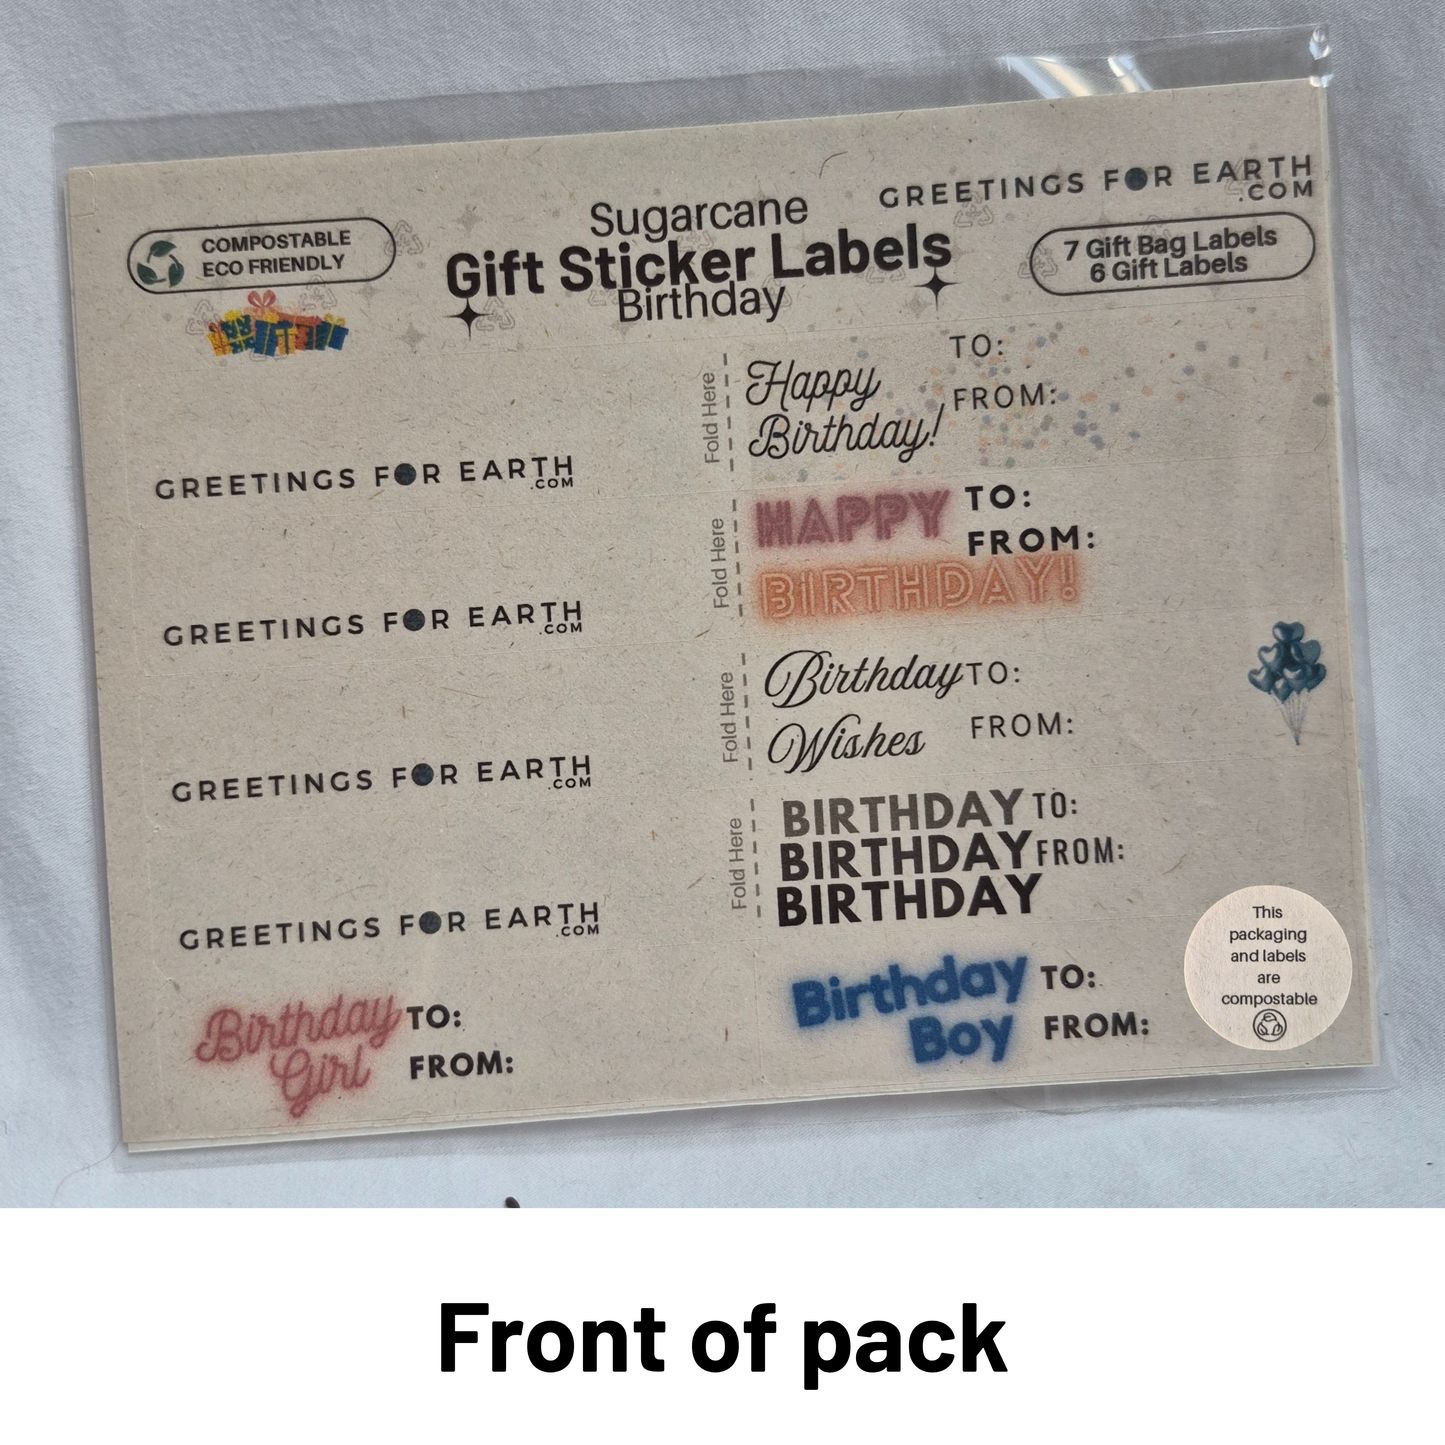 GREETINGS FOR EARTH
.COM
COMPOSTABLE
ECO FRIENDLY
Sugarcane
Gift Sticker Labels
Birthday
7 Gift Bag Labels
6 Gift Labels
Fold Here
Happy
Birthday!
TO:
FROM:
GREETINGS FOR EARTH
.COM
Fold Here
HAPPY
BIRTHDAY!
TO:
FROM:
GREETINGS FOR EARTH
.COM
Fold Here
Birthday
Wishes
TO:
FROM:
GREETINGS FOR EARTH
.COM
Fold Here
BIRTHDAY
BIRTHDAY
BIRTHDAY
TO:
FROM:
GREETINGS FOR EARTH
.COM
Birthday
Girl
TO:
FROM:
Birthday
Boy
TO:
FROM:
This
packaging
and labels
are
compostable
Front of pack